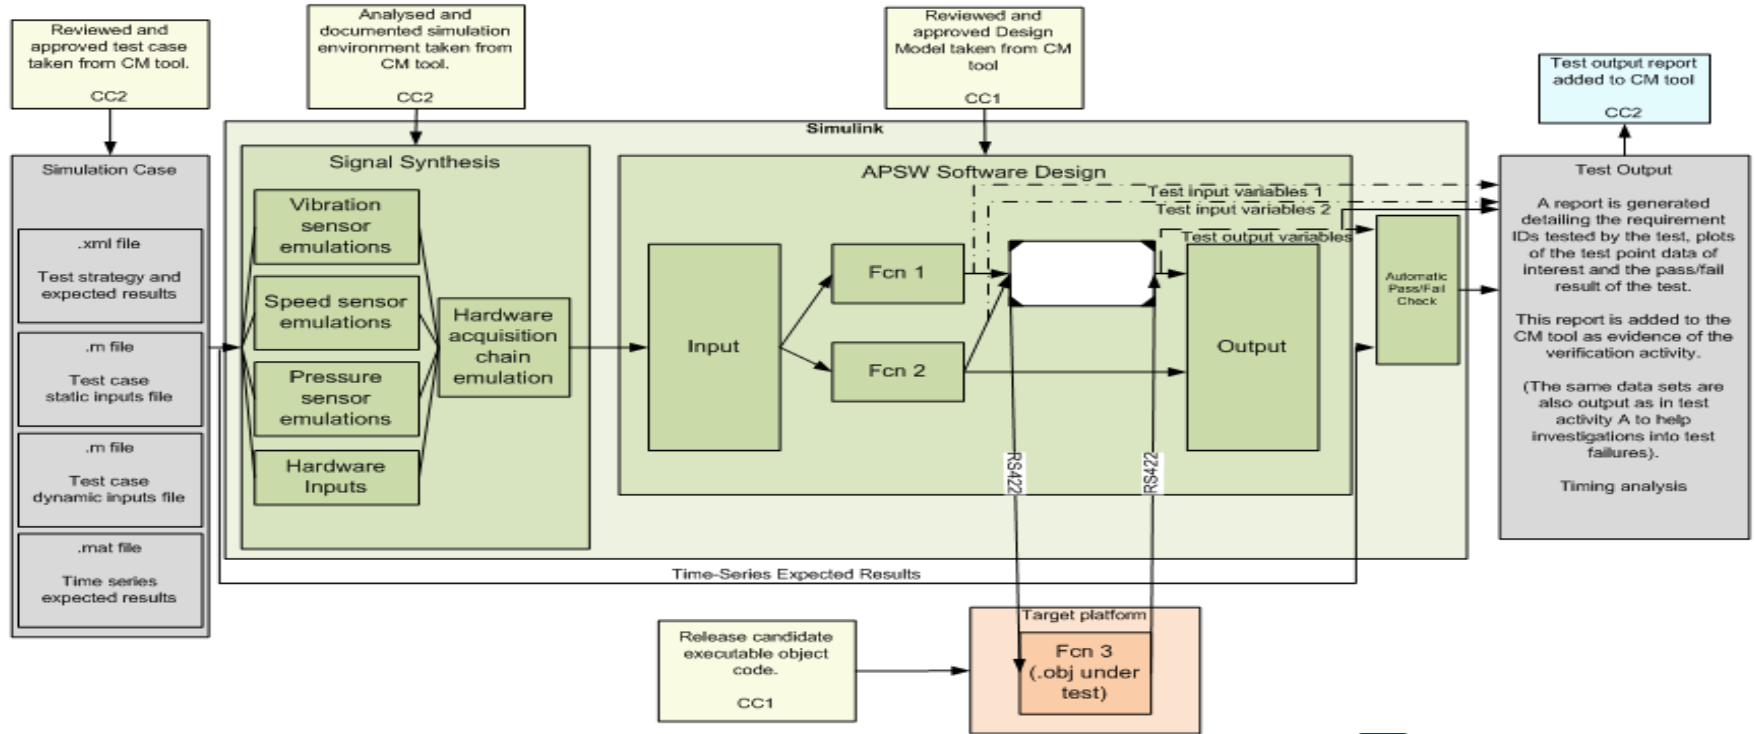 Reviewed and
approved test case
taken from CM tool.
CC2
Analysed and
documented simulation
environment taken from
CM tool.
CC2
Reviewed and
approved Design
Model taken from CM
tool
CC1
Test output report
added to CM tool
CC2
Simulink
Simulation Case
.xml file
Test strategy and
expected results
.m file
Test case
static inputs file
.m file
Test case
dynamic inputs file
.mat file
Time series
expected results
Signal Synthesis
Vibration
sensor
emulations
Speed sensor
emulations
Pressure
sensor
emulations
Hardware
Inputs
Hardware
acquisition
chain
emulation
APSW Software Design
Input
Fcn 1
Fcn 2
Test input variables 1
Test input variables 2
Test output variables
Output
RS422
RS422
Automatic
Pass/Fail
Check
Test Output
A report is generated
detailing the requirement
IDs tested by the test, plots
of the test point data of
interest and the pass/fail
result of the test.
This report is added to the
CM tool as evidence of the
verification activity.
(The same data sets are
also output as in test
activity A to help
investigations into test
failures).
Timing analysis
Time-Series Expected Results
Release candidate
executable object
code.
CC1
Target platform
Fcn 3
(.obj under
test)